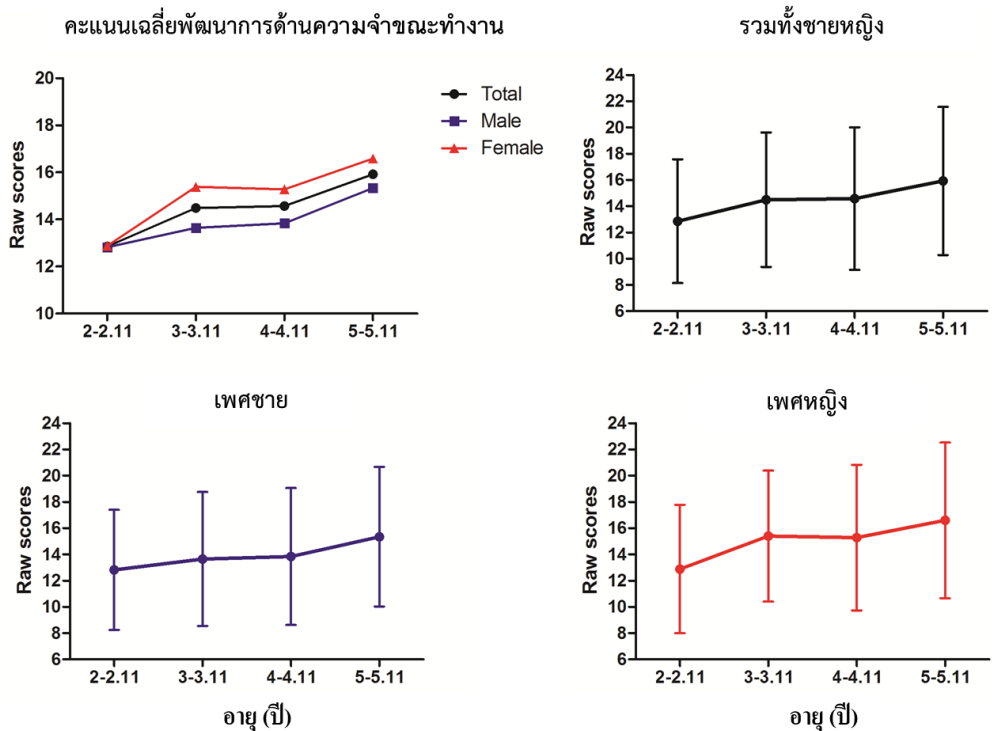 คะแนนเฉลี่ยพัฒนาการด้านความจำขณะทำงาน
20
18
16
14
12
10
Raw scores
2-2.11 3-3.11 4-4.11 5-5.11
Total
Male
Female
รวมทั้งชายหญิง
24
22
20
18
16
14
12
10
8
6
Raw scores
2-2.11 3-3.11 4-4.11 5-5.11
เพศชาย
24
22
20
18
16
14
12
10
8
6
Raw scores
2-2.11 3-3.11 4-4.11 5-5.11
อายุ (ปี)
เพศหญิง
24
22
20
18
16
14
12
10
8
6
Raw scores
2-2.11 3-3.11 4-4.11 5-5.11
อายุ (ปี)